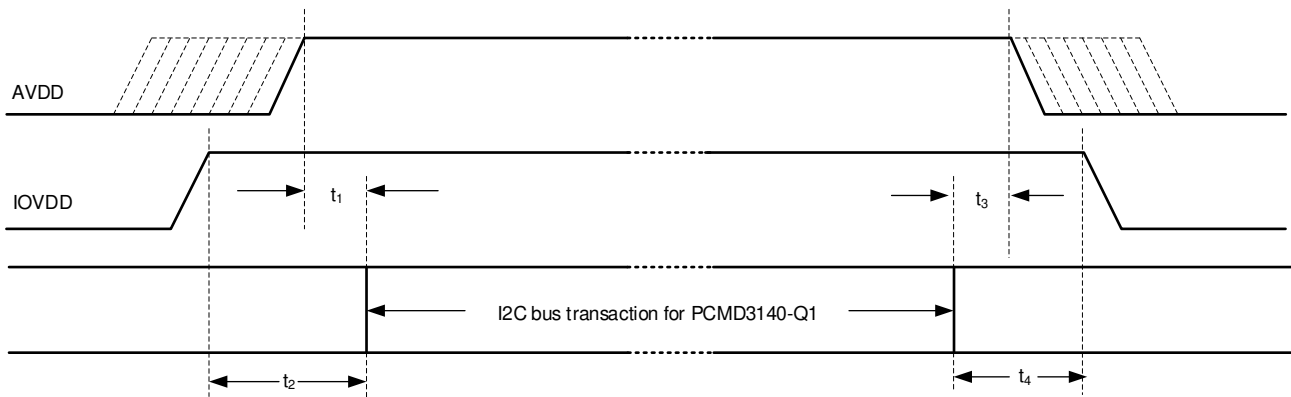 AVDD
IOVDD
t1
t3
I2C bus transaction for PCMD3140-Q1
t2
t4